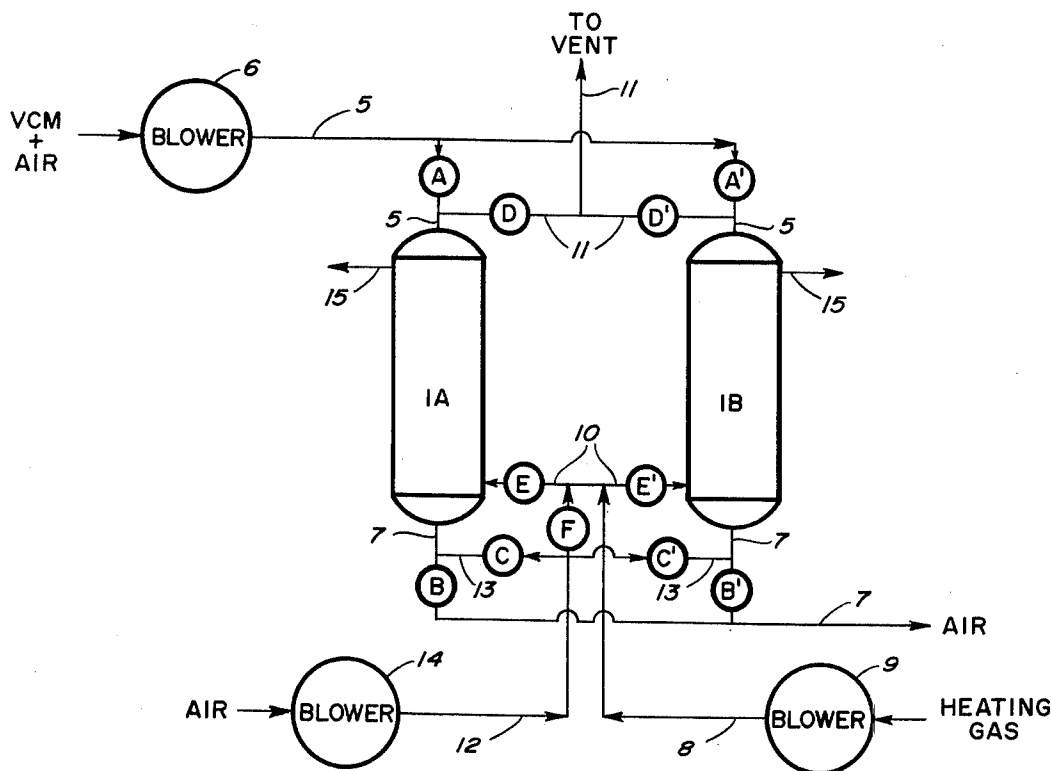 TO
VENT
6
5
11
VCM
+
AIR
BLOWER
A
A'
5
D
D'
5
11
15
15
1A
1B
10
E
E'
7
F
7
C
C'
B
13
13
B'
7
AIR
14
9
AIR
BLOWER
BLOWER
HEATING
GAS
12
8